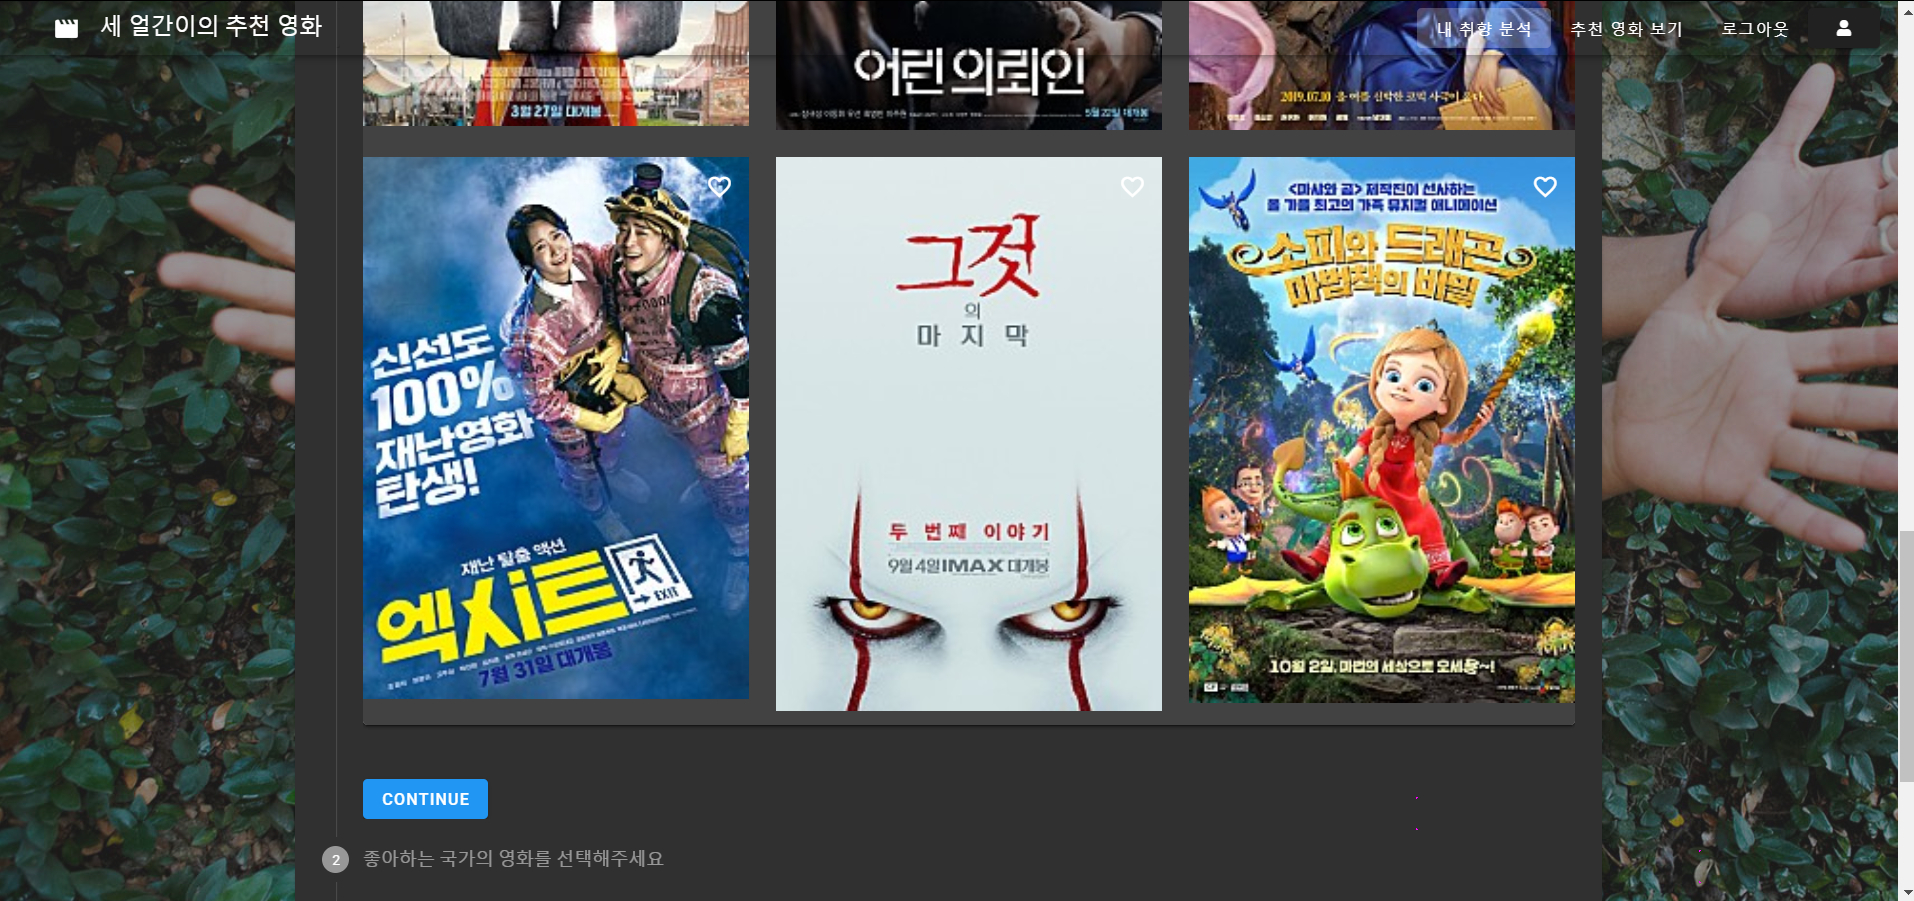 세 얼간이의 추천 영화
내 취향 분석
추천 영화 보기
로그아웃
3월 27일 대개봉
어린 의뢰인
5월 22일 대개봉
2019.07.10
신선도
100%
재난영화
탄생!
재난 탈출 액션
엑시트
EXIT
7월 31일 대개봉
그것
의
마지막
두 번째 이야기
9월 4일 IMAX 대개봉
<마샤와 곰> 제작진이 선사하는
올 가을 최고의 가족 뮤지컬 애니메이션
소피와 드래곤
마법책의 비밀
10월 2일, 마법의 세상으로 오세용~!
CONTINUE
2 좋아하는 국가의 영화를 선택해주세요